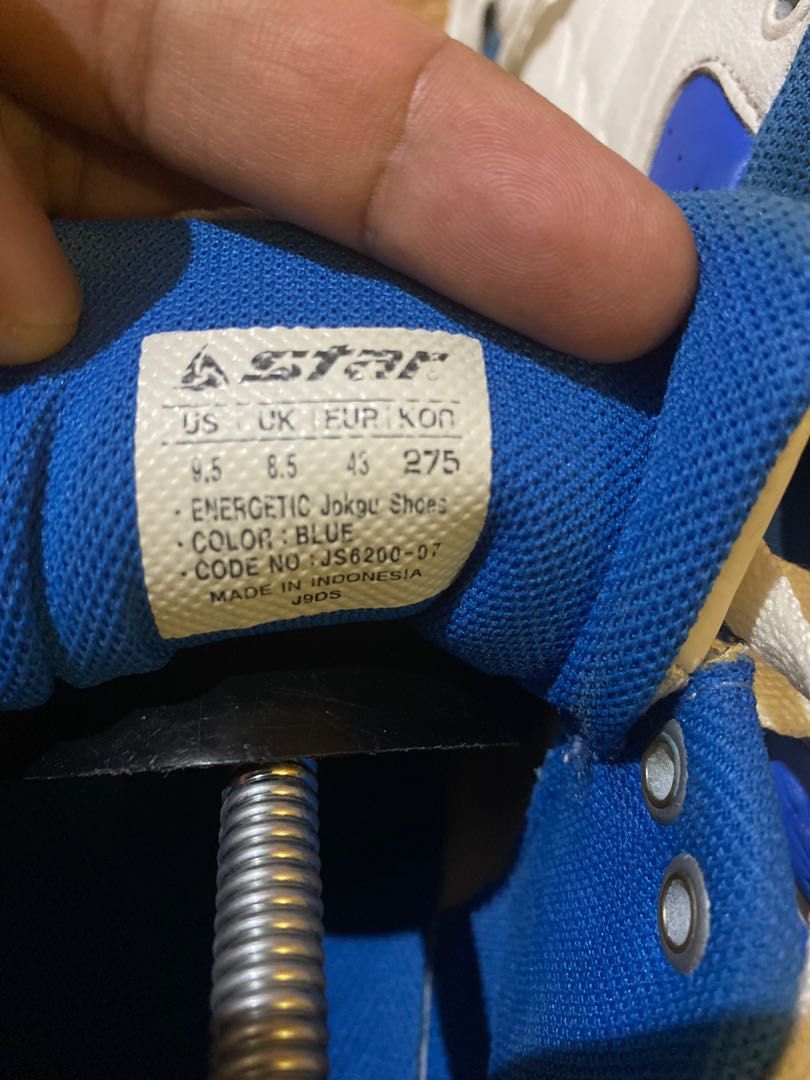 star
US UK EUR KOR
9.5 8.5 43 275
• ENERGETIC Jokgu Shoes
• COLOR : BLUE
• CODE NO : JS6200-07
MADE IN INDONESIA
J9DS